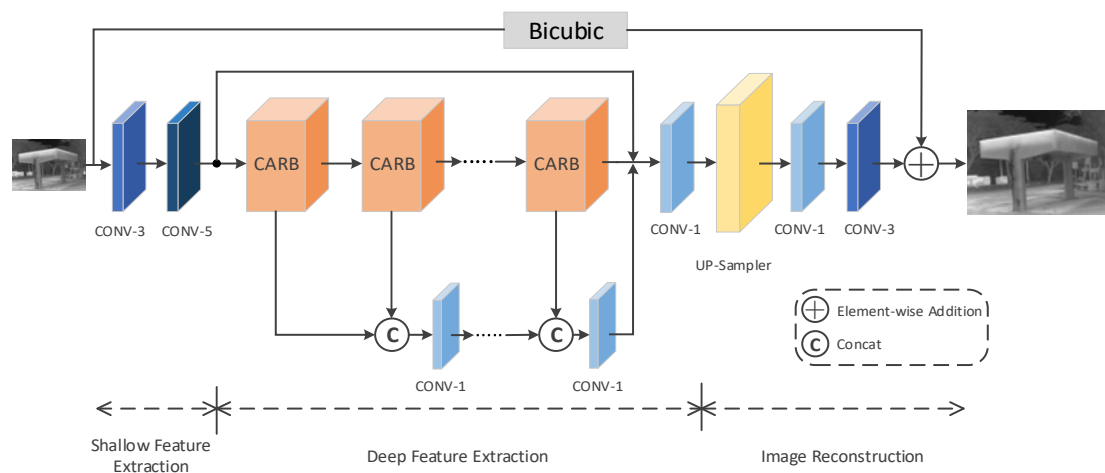 Bicubic
CARB
CARB
CARB
CONV-3
CONV-5
CONV-1
CONV-1
CONV-3
UP-Sampler
C
C
CONV-1
CONV-1
Element-wise Addition
C
Concat
Shallow Feature
Extraction
Deep Feature Extraction
Image Reconstruction